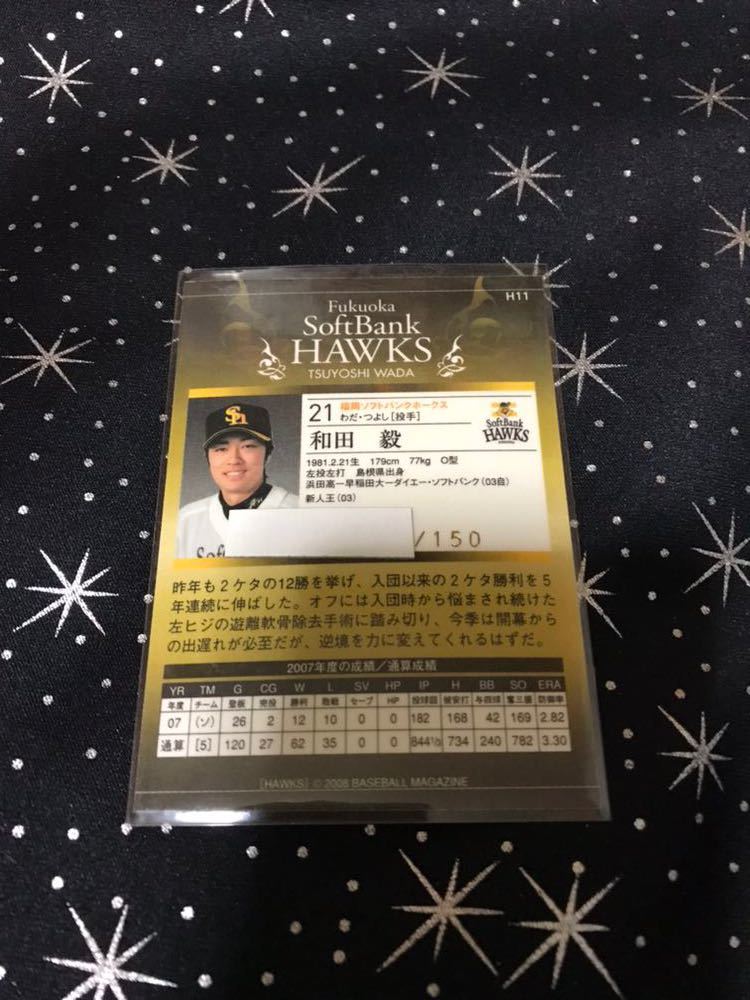 H11
Fukuoka
SoftBank
HAWKS
TSUYOSHI WADA
SH
21 福岡ソフトバンクホークス
わだ・つよし[投手]
和田 毅
SoftBank
HAWKS
1981.2.21生 179cm 77kg O型
左投左打 島根県出身
浜田高―早稲田大―ダイエー・ソフトバンク(03自)
新人王(03)
/150
昨年も2ケタの12勝を挙げ、入団以来の2ケタ勝利を5
年連続に伸ばした。オフには入団時から悩まされ続けた
左ヒジの遊離軟骨除去手術に踏み切り、今季は開幕から
の出遅れが必至だが、逆境を力に変えてくれるはずだ。
2007年度の成績/通算成績
YR TM G CG W L SV HP IP H BB SO ERA
年度 チーム 登板 完投 勝利 敗戦 セーブ HP 投球回 被安打 与四球 奪三振 防御率
07 (ソ) 26 2 12 10 0 0 182 168 42 169 2.82
通算 [5] 120 27 62 35 0 0 844⅓ 734 240 782 3.30
[HAWKS] © 2008 BASEBALL MAGAZINE